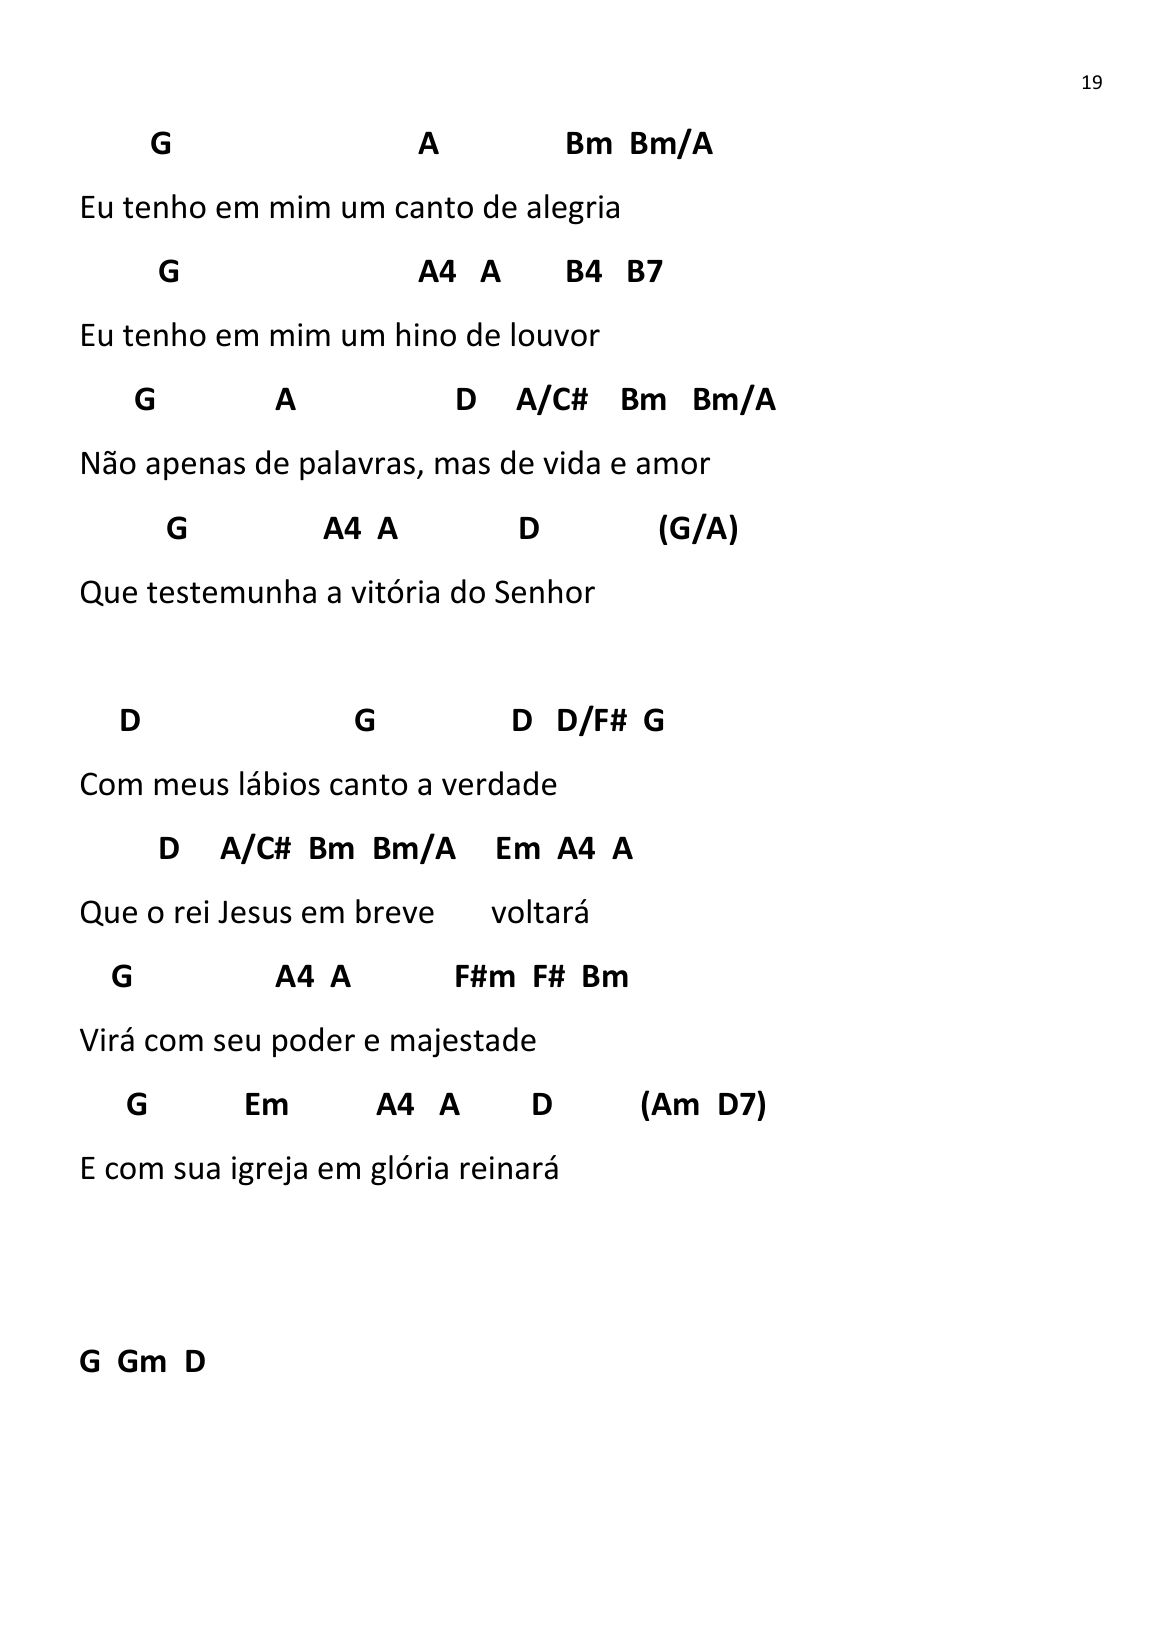 19
G A Bm Bm/A
Eu tenho em mim um canto de alegria
G A4 A B4 B7
Eu tenho em mim um hino de louvor
G A D A/C# Bm Bm/A
Não apenas de palavras, mas de vida e amor
G A4 A D (G/A)
Que testemunha a vitória do Senhor
D G D D/F# G
Com meus lábios canto a verdade
D A/C# Bm Bm/A Em A4 A
Que o rei Jesus em breve voltará
G A4 A F#m F# Bm
Virá com seu poder e majestade
G Em A4 A D (Am D7)
E com sua igreja em glória reinará
G Gm D